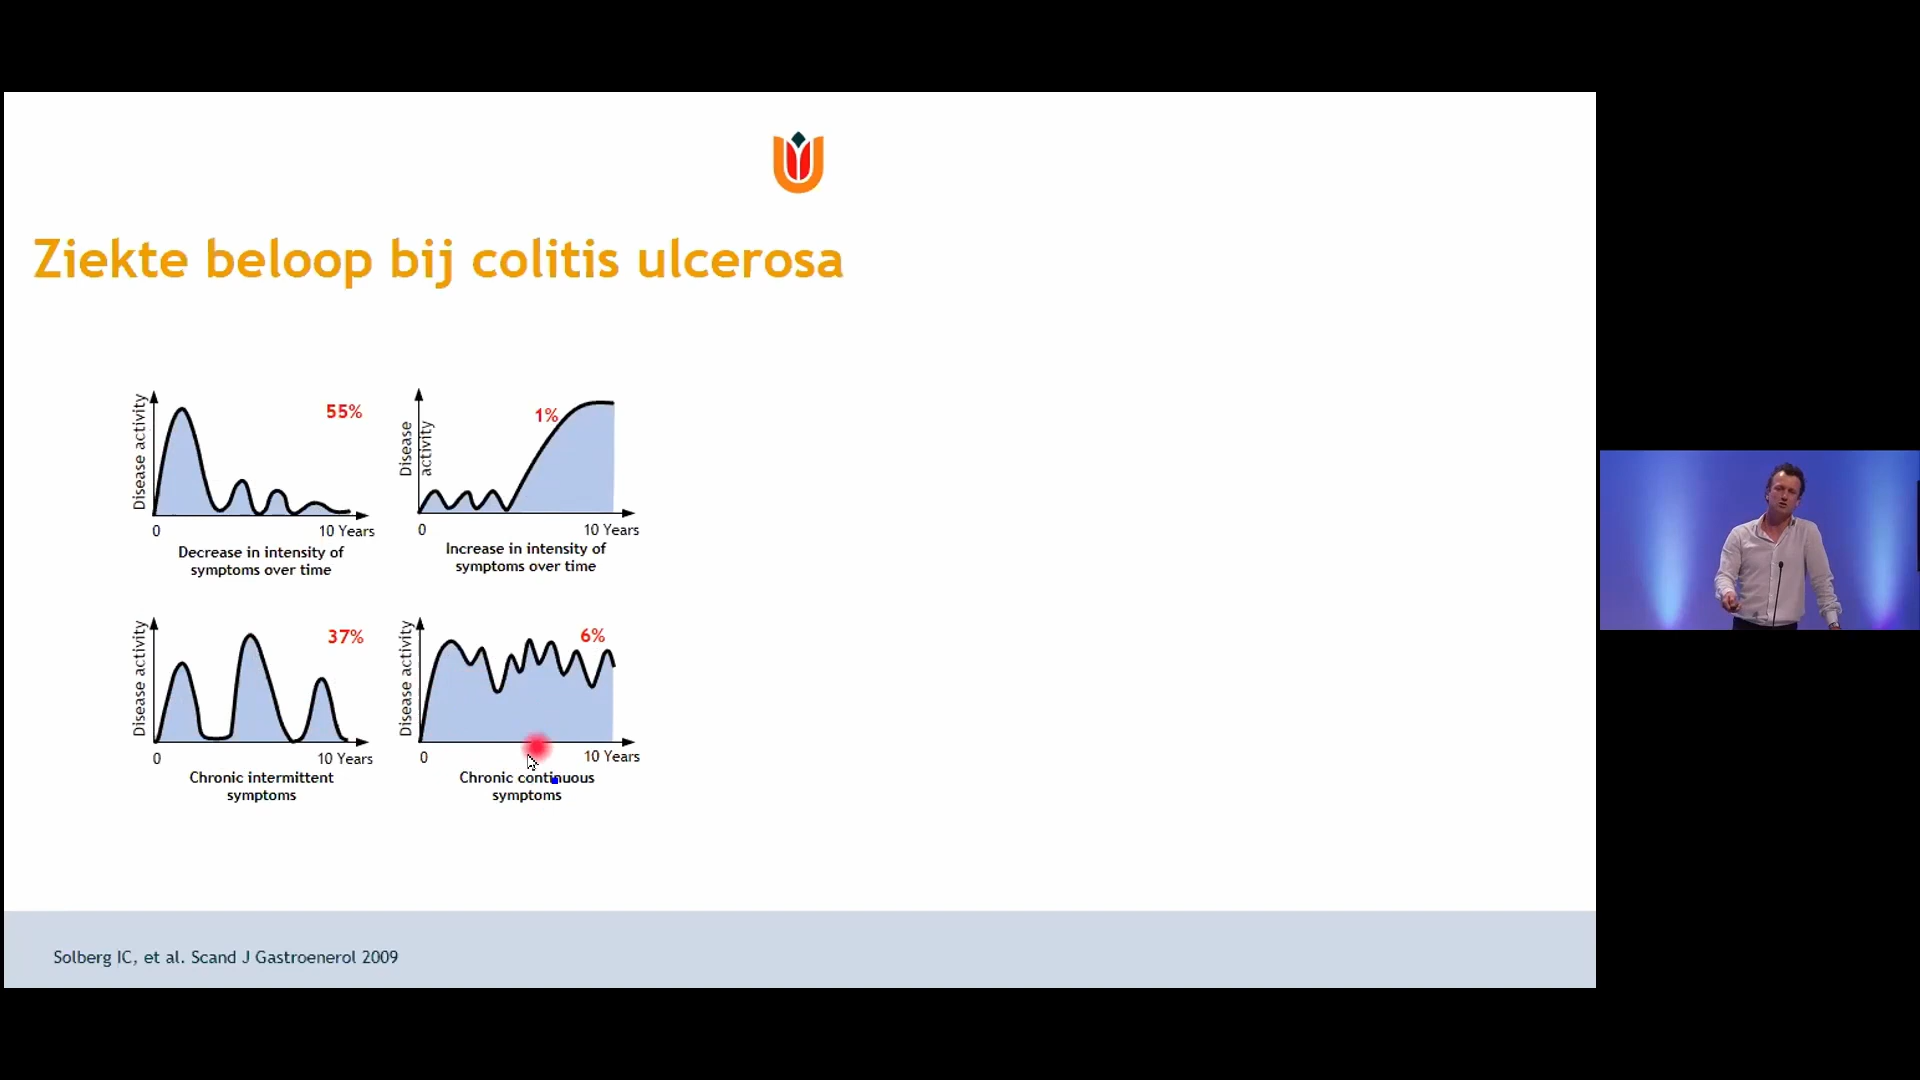 Ziekte beloop bij colitis ulcerosa
Disease activity
55%
0
10 Years
Decrease in intensity of
symptoms over time
Disease
activity
1%
0
10 Years
Increase in intensity of
symptoms over time
Disease activity
37%
0
10 Years
Chronic intermittent
symptoms
Disease activity
6%
0
10 Years
Chronic continuous
symptoms
Solberg IC, et al. Scand J Gastroenerol 2009